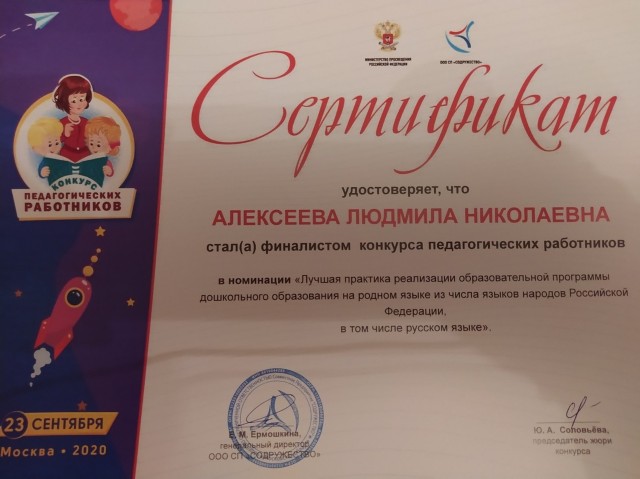 МИНИСТЕРСТВО ПРОСВЕЩЕНИЯ
РОССИЙСКОЙ ФЕДЕРАЦИИ
ООО СП «СОДРУЖЕСТВО»
Сертификат
удостоверяет, что
АЛЕКСЕЕВА ЛЮДМИЛА НИКОЛАЕВНА
стал(а) финалистом конкурса педагогических работников
в номинации «Лучшая практика реализации образовательной программы
дошкольного образования на родном языке из числа языков народов Российской
Федерации,
в том числе русском языке».
КОНКУРС
ПЕДАГОГИЧЕСКИХ
РАБОТНИКОВ
23 СЕНТЯБРЯ
Москва • 2020
Е. М. Ермошкина,
генеральный директор
ООО СП «СОДРУЖЕСТВО»
Ю. А. Соловьёва,
председатель жюри
конкурса